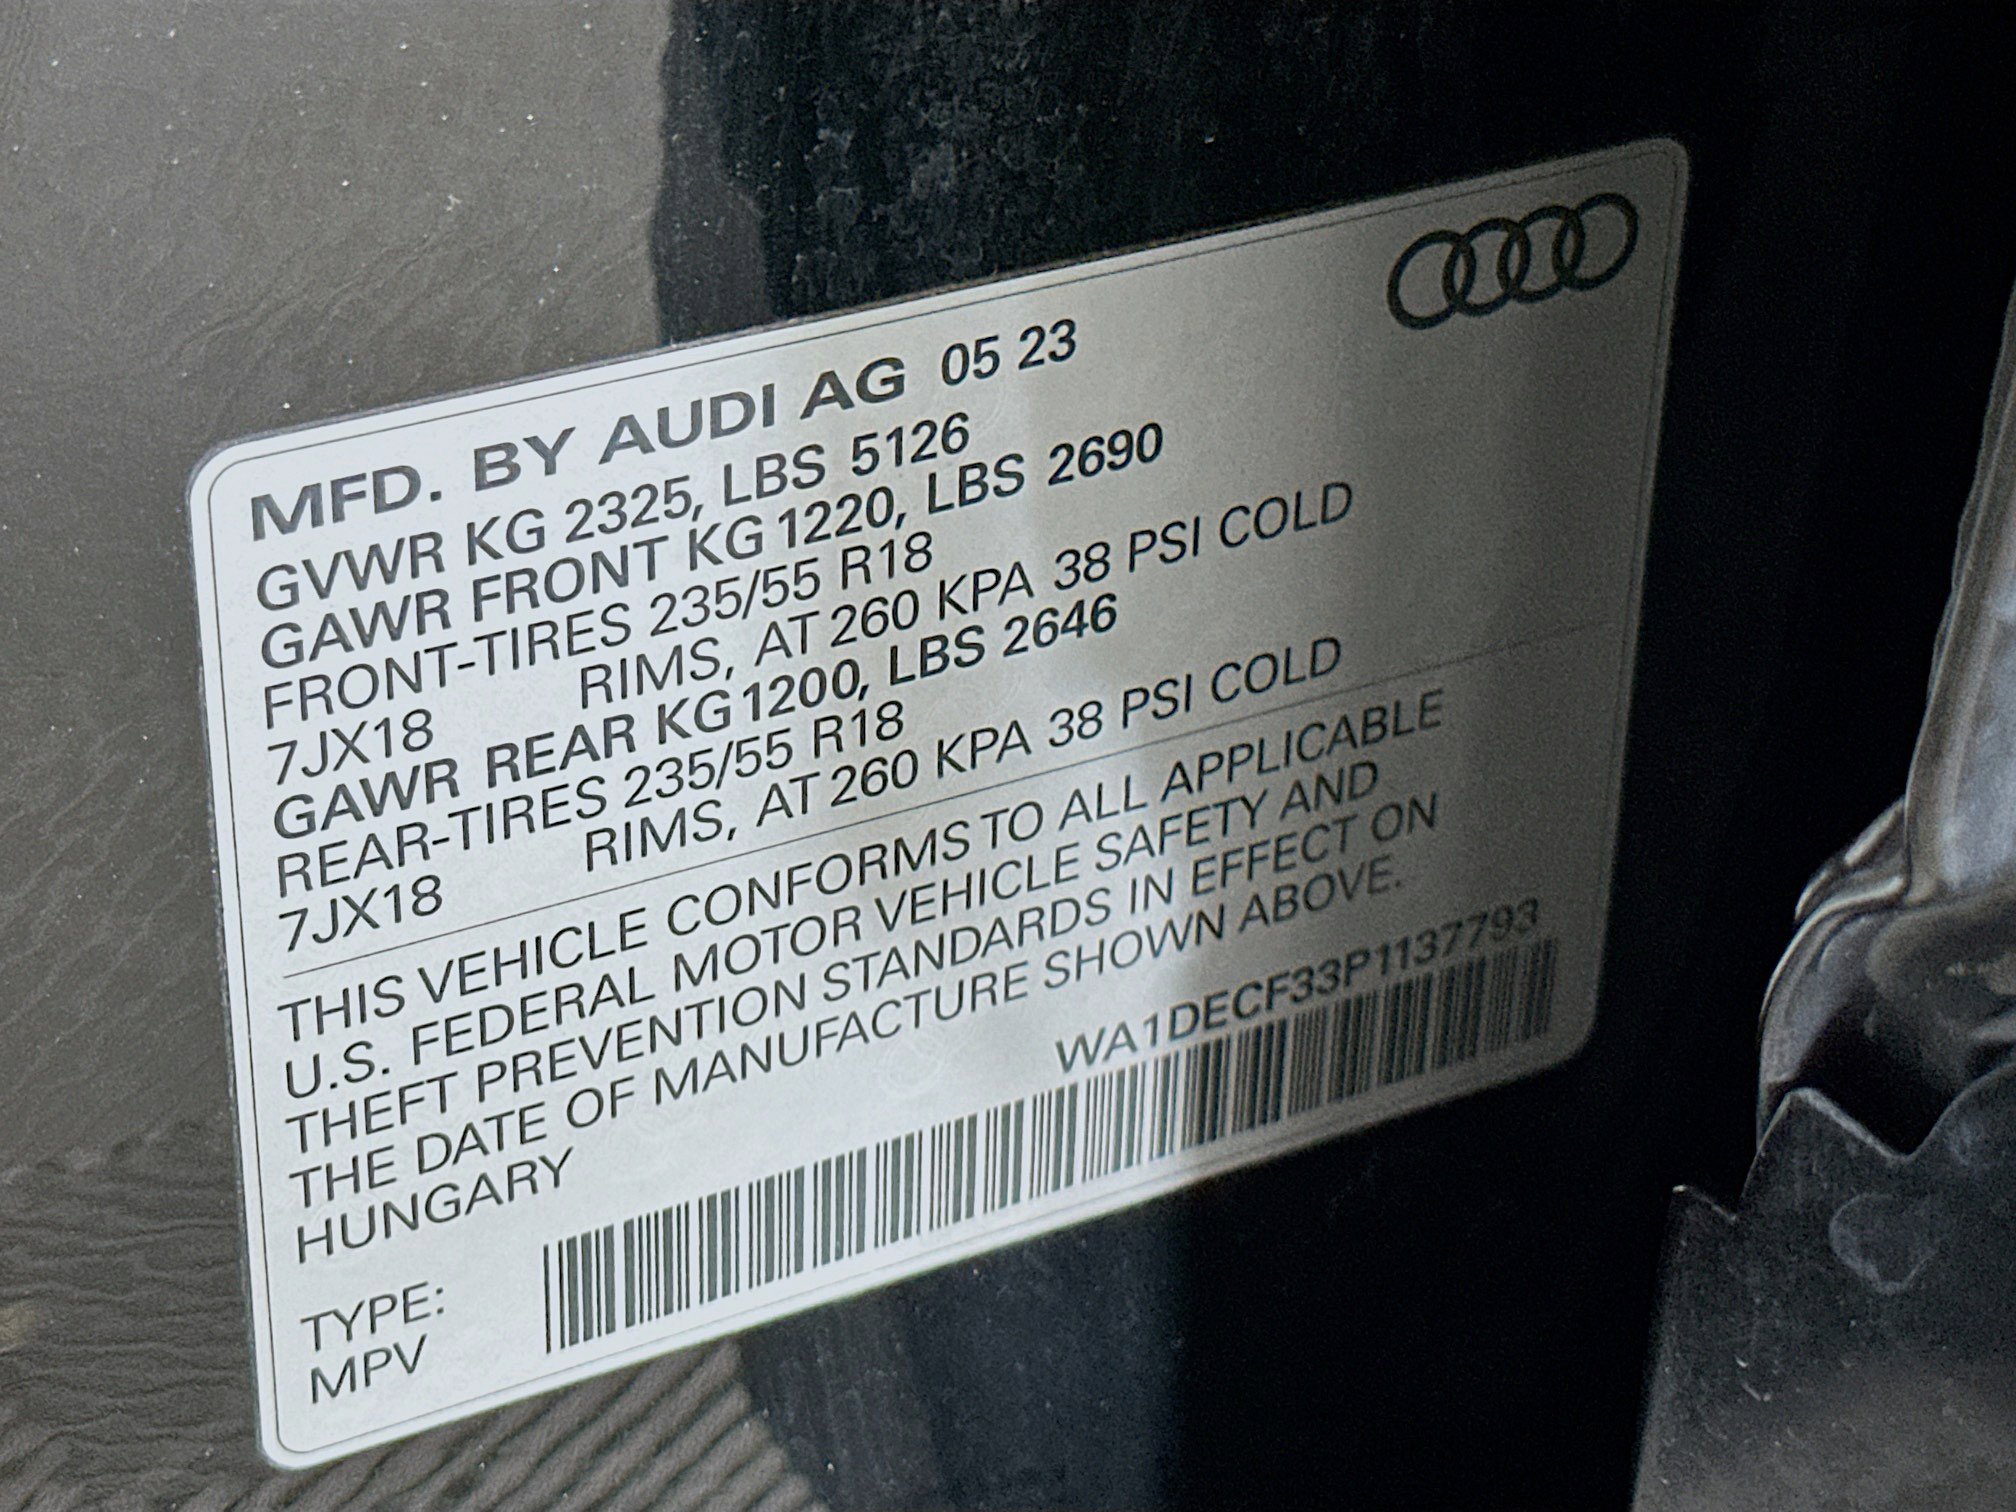 MFD. BY AUDI AG 05 23
GVWR KG 2325, LBS 5126
GAWR FRONT KG 1220, LBS 2690
FRONT-TIRES 235/55 R18
7JX18 RIMS, AT 260 KPA 38 PSI COLD
GAWR REAR KG 1200, LBS 2646
REAR-TIRES 235/55 R18
7JX18 RIMS, AT 260 KPA 38 PSI COLD
THIS VEHICLE CONFORMS TO ALL APPLICABLE
U.S. FEDERAL MOTOR VEHICLE SAFETY AND
THEFT PREVENTION STANDARDS IN EFFECT ON
THE DATE OF MANUFACTURE SHOWN ABOVE.
HUNGARY
WA1DECF33P1137793
TYPE:
MPV